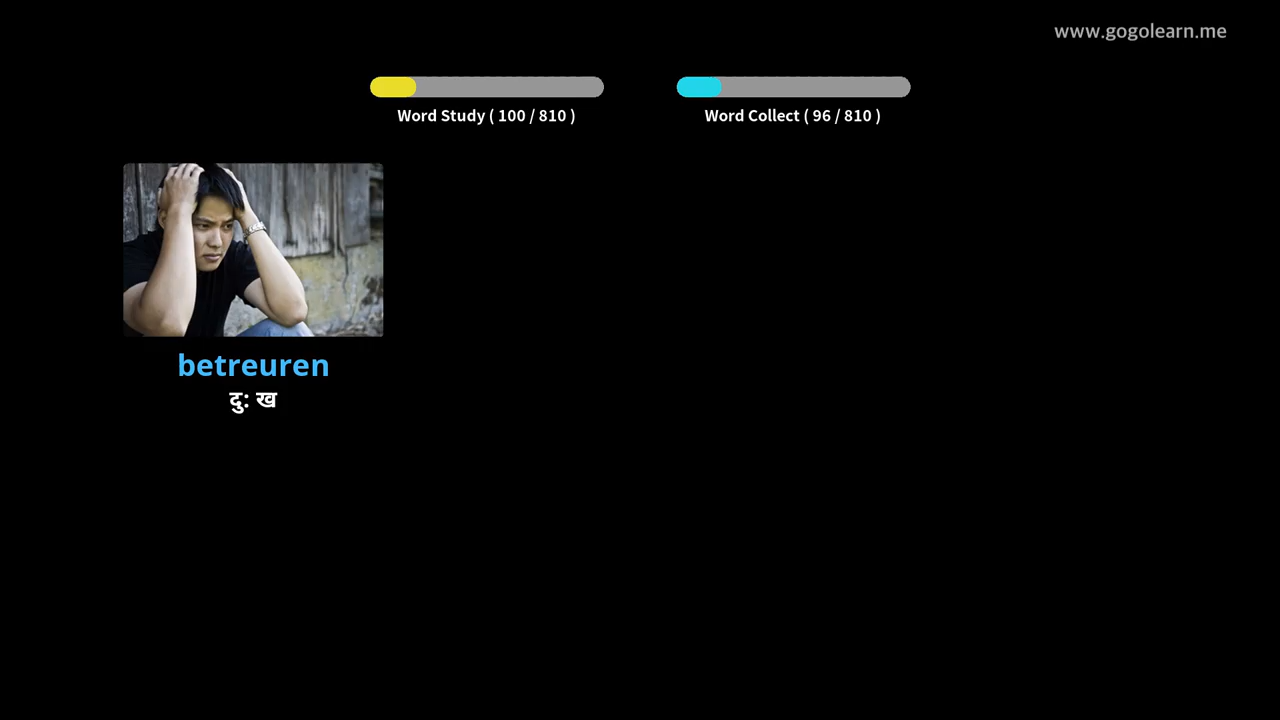 www.gogolearn.me
Word Study ( 100 / 810 )
Word Collect ( 96 / 810 )
betreuren
दु: ख